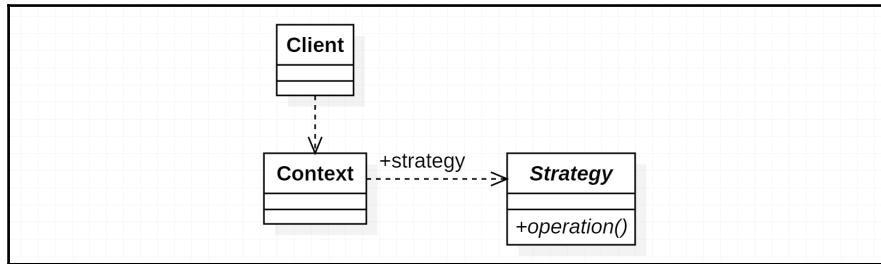 Client
Context
+strategy
Strategy
+operation()